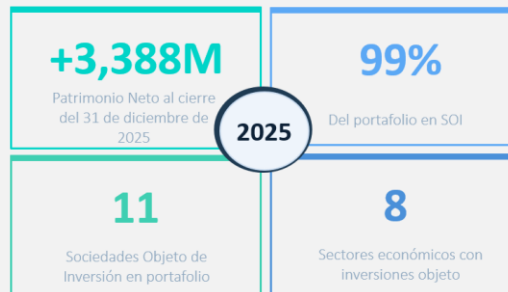 +3,388M
Patrimonio Neto al cierre
del 31 de diciembre de
2025
99%
Del portafolio en SOI
2025
11
Sociedades Objeto de
Inversión en portafolio
8
Sectores económicos con
inversiones objeto